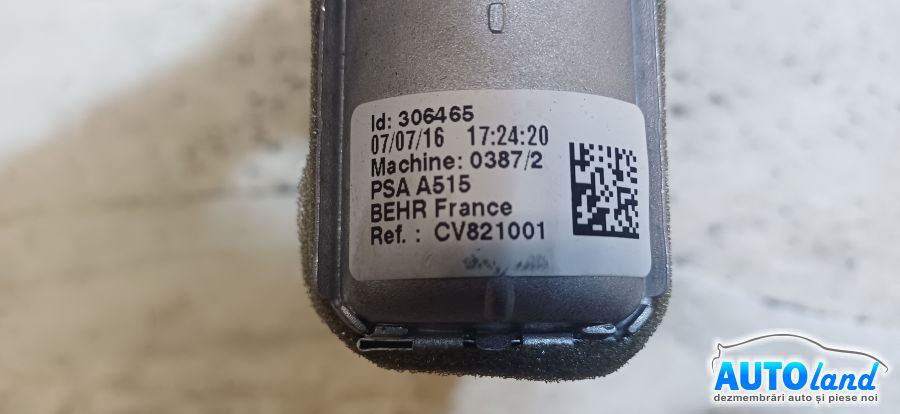 D
Id: 306465
07/07/16 17:24:20
Machine: 0387/2
PSA A515
BEHR France
Ref. : CV821001
AUTOland
dezmembrări auto și piese noi